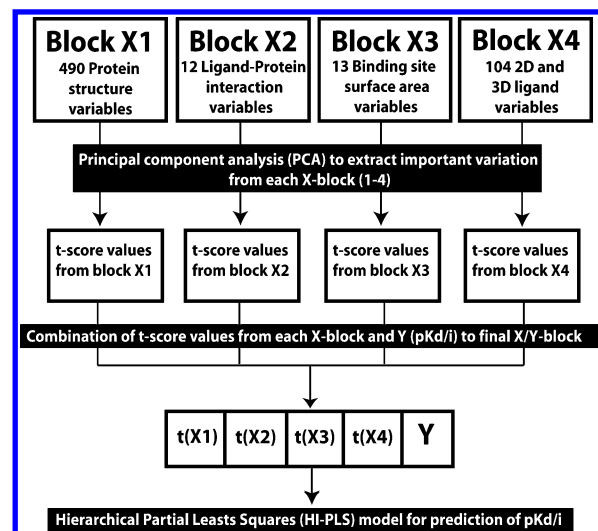 Block X1
490 Protein
structure
variables
Block X2
12 Ligand-Protein
interaction
variables
Block X3
13 Binding site
surface area
variables
Block X4
104 2D and
3D ligand
variables
Principal component analysis (PCA) to extract important variation
from each X-block (1-4)
t-score values
from block X1
t-score values
from block X2
t-score values
from block X3
t-score values
from block X4
Combination of t-score values from each X-block and Y (pKd/i) to final X/Y-block
t(X1) t(X2) t(X3) t(X4) Y
Hierarchical Partial Leasts Squares (HI-PLS) model for prediction of pKd/i